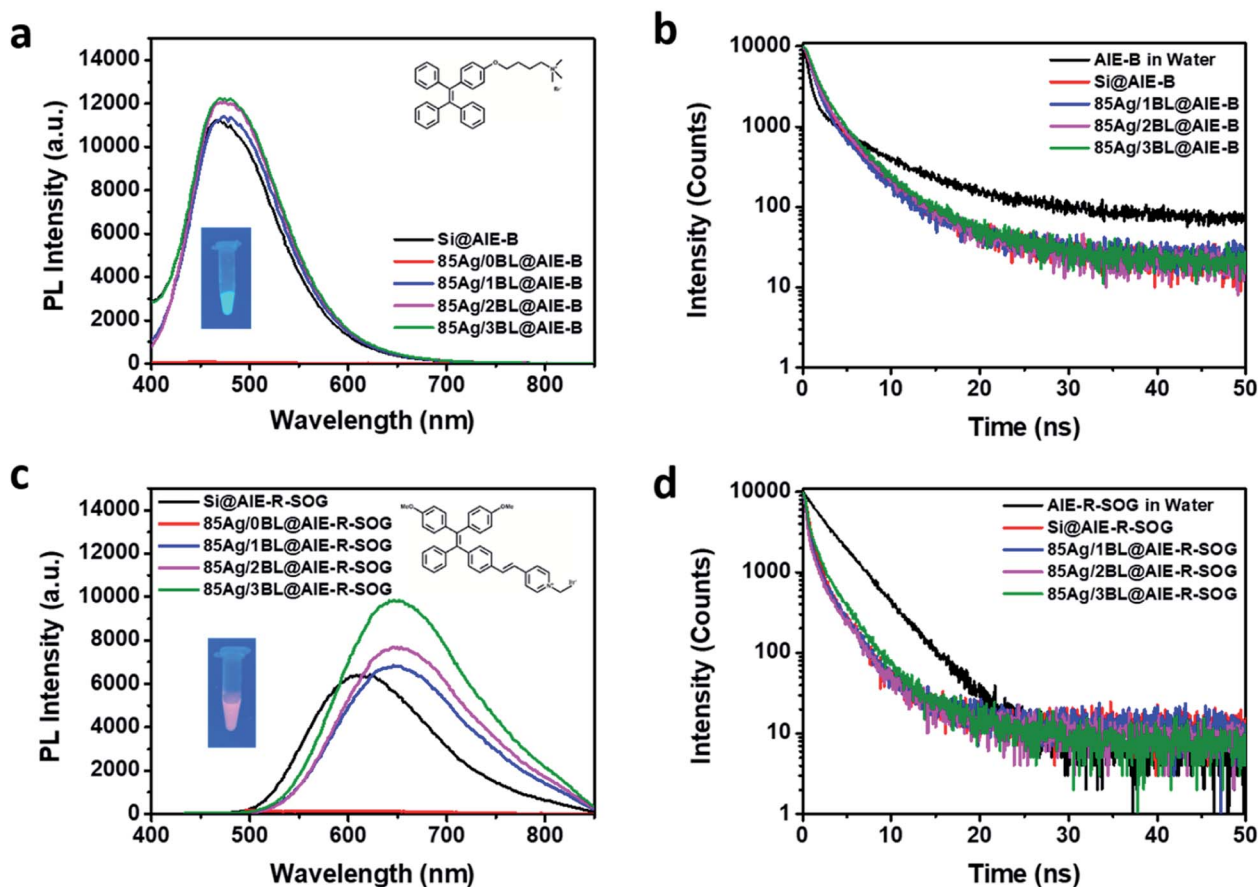 a
14000
12000
10000
8000
6000
4000
2000
0
PL Intensity (a.u.)
400 500 600 700 800
Wavelength (nm)
O
N+
Br-
Si@AIE-B
85Ag/0BL@AIE-B
85Ag/1BL@AIE-B
85Ag/2BL@AIE-B
85Ag/3BL@AIE-B
b
10000
1000
100
10
1
Intensity (Counts)
0 10 20 30 40 50
Time (ns)
AIE-B in Water
Si@AIE-B
85Ag/1BL@AIE-B
85Ag/2BL@AIE-B
85Ag/3BL@AIE-B
c
14000
12000
10000
8000
6000
4000
2000
0
PL Intensity (a.u.)
400 500 600 700 800
Wavelength (nm)
Si@AIE-R-SOG
85Ag/0BL@AIE-R-SOG
85Ag/1BL@AIE-R-SOG
85Ag/2BL@AIE-R-SOG
85Ag/3BL@AIE-R-SOG
MeO
OMe
N+
Br-
d
10000
1000
100
10
1
Intensity (Counts)
0 10 20 30 40 50
Time (ns)
AIE-R-SOG in Water
Si@AIE-R-SOG
85Ag/1BL@AIE-R-SOG
85Ag/2BL@AIE-R-SOG
85Ag/3BL@AIE-R-SOG